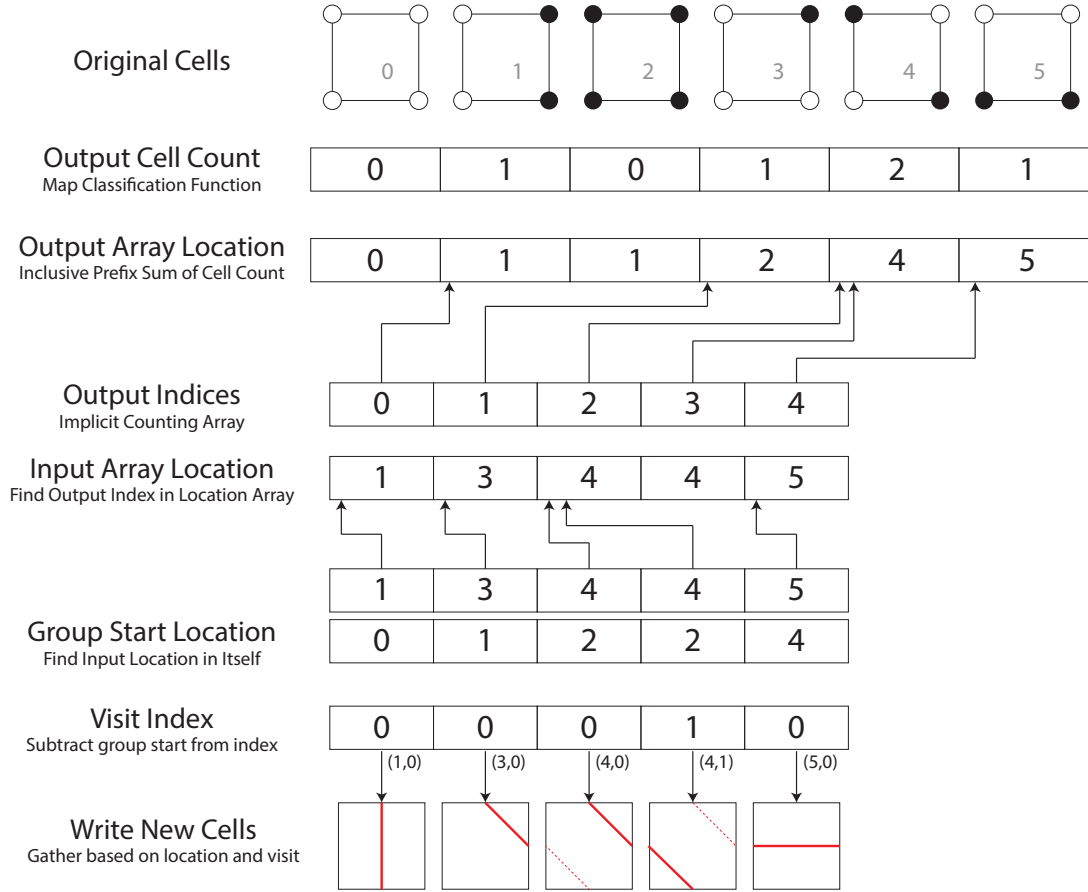 Original Cells
0 1 2 3 4 5
Output Cell Count
Map Classification Function
0 1 0 1 2 1
Output Array Location
Inclusive Prefix Sum of Cell Count
0 1 1 2 4 5
Output Indices
Implicit Counting Array
0 1 2 3 4
Input Array Location
Find Output Index in Location Array
1 3 4 4 5
1 3 4 4 5
Group Start Location
Find Input Location in Itself
0 1 2 2 4
Visit Index
Subtract group start from index
0 0 0 1 0
(1,0) (3,0) (4,0) (4,1) (5,0)
Write New Cells
Gather based on location and visit